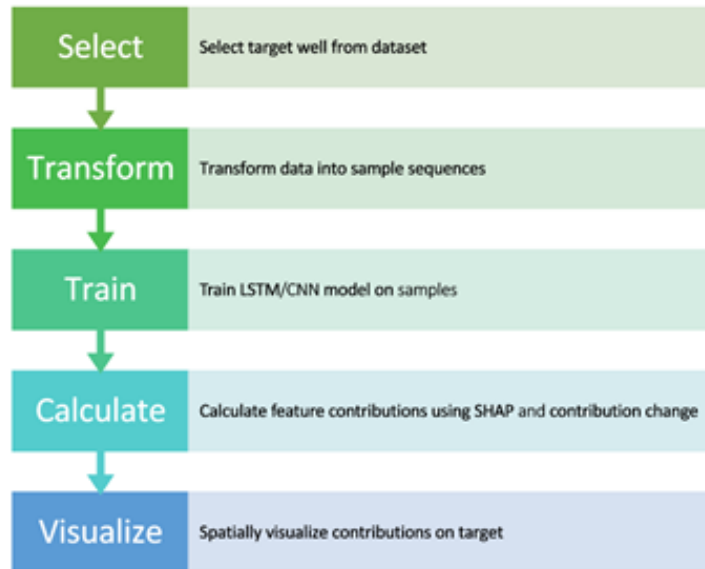 Select
Select target well from dataset
Transform
Transform data into sample sequences
Train
Train LSTM/CNN model on samples
Calculate
Calculate feature contributions using SHAP and contribution change
Visualize
Spatially visualize contributions on target